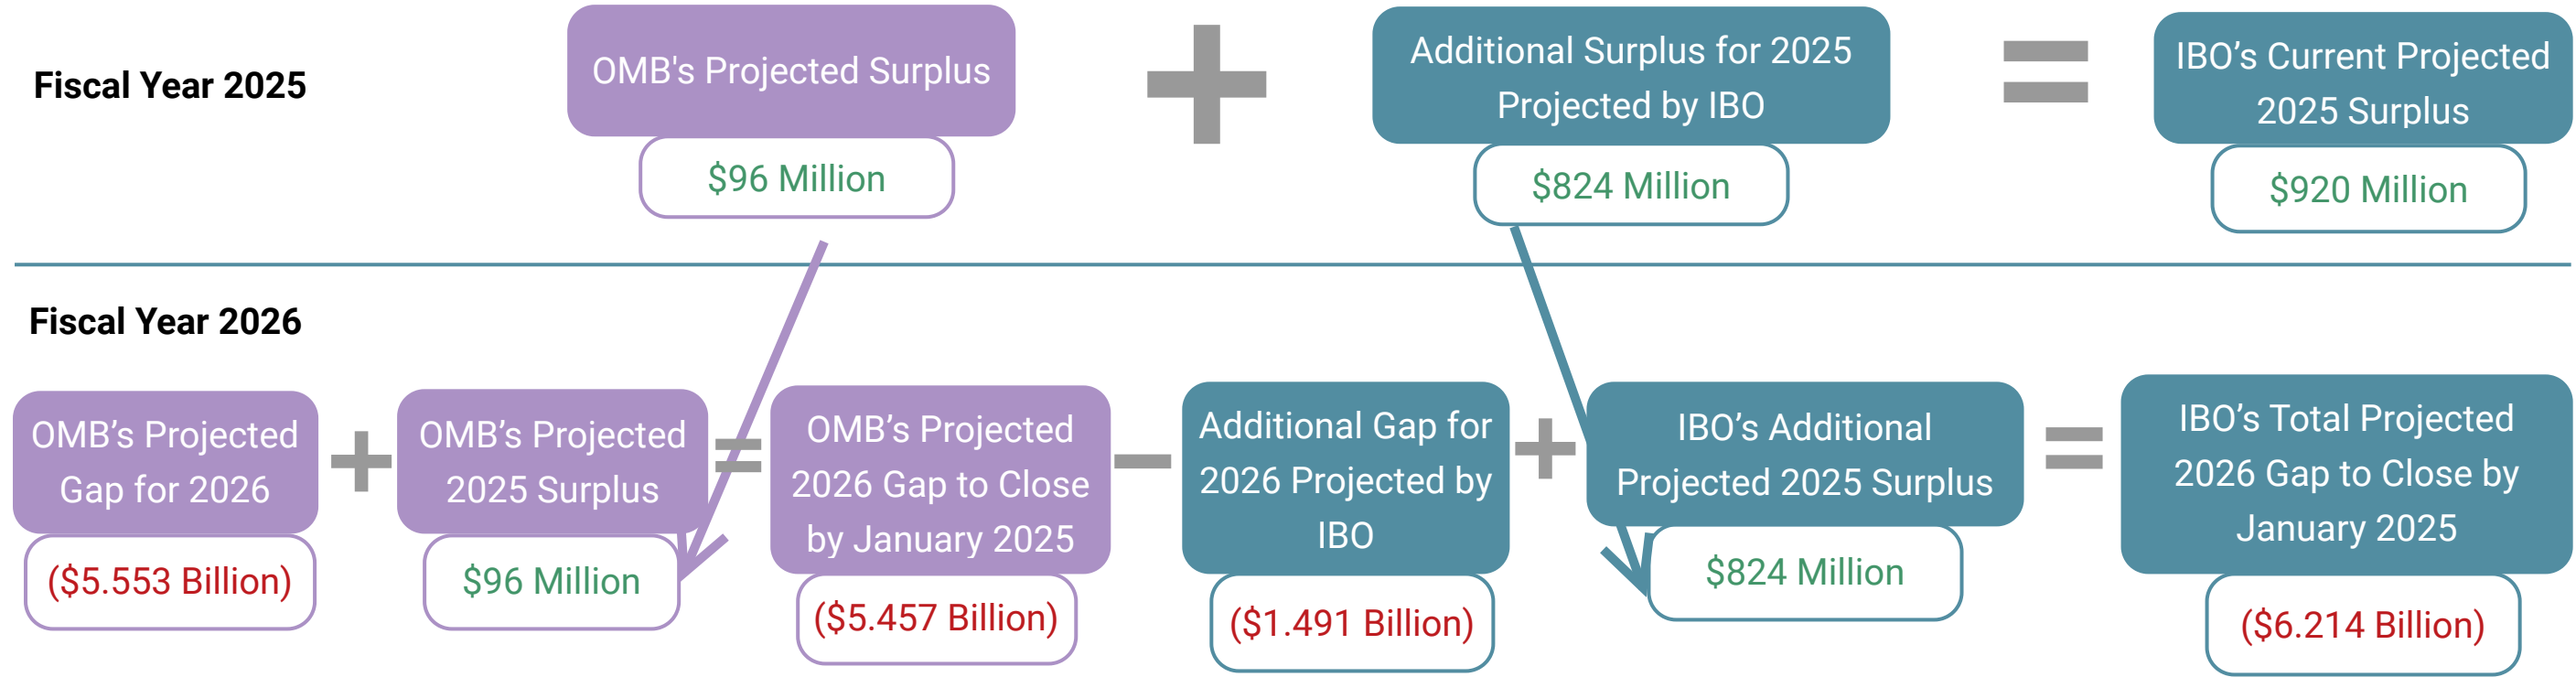 Fiscal Year 2025
OMB's Projected Surplus
$96 Million
+
Additional Surplus for 2025
Projected by IBO
$824 Million
=
IBO’s Current Projected
2025 Surplus
$920 Million
Fiscal Year 2026
OMB’s Projected
Gap for 2026
($5.553 Billion)
+
OMB’s Projected
2025 Surplus
$96 Million
=
OMB’s Projected
2026 Gap to Close
by January 2025
($5.457 Billion)
−
Additional Gap for
2026 Projected by
IBO
($1.491 Billion)
+
IBO’s Additional
Projected 2025 Surplus
$824 Million
=
IBO’s Total Projected
2026 Gap to Close by
January 2025
($6.214 Billion)